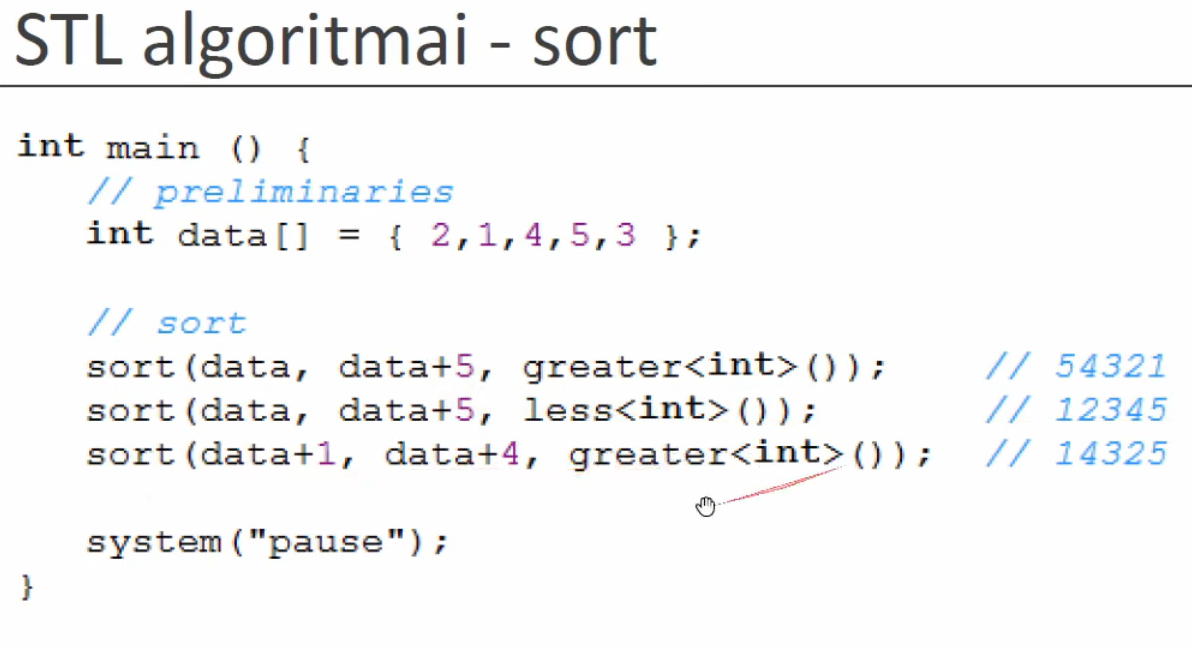 STL algoritmai - sort
int main () {
// preliminaries
int data[] = { 2,1,4,5,3 };
// sort
sort(data, data+5, greater<int>()); // 54321
sort(data, data+5, less<int>()); // 12345
sort(data+1, data+4, greater<int>()); // 14325
system("pause");
}